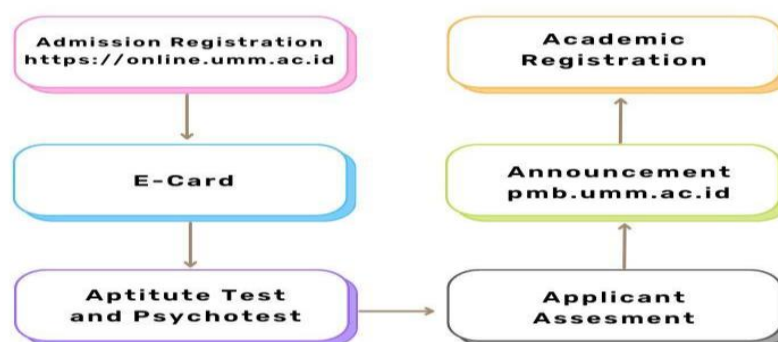 Admission Registration
https://online.umm.ac.id
E-Card
Aptitute Test
and Psychotest
Applicant
Assesment
Announcement
pmb.umm.ac.id
Academic
Registration